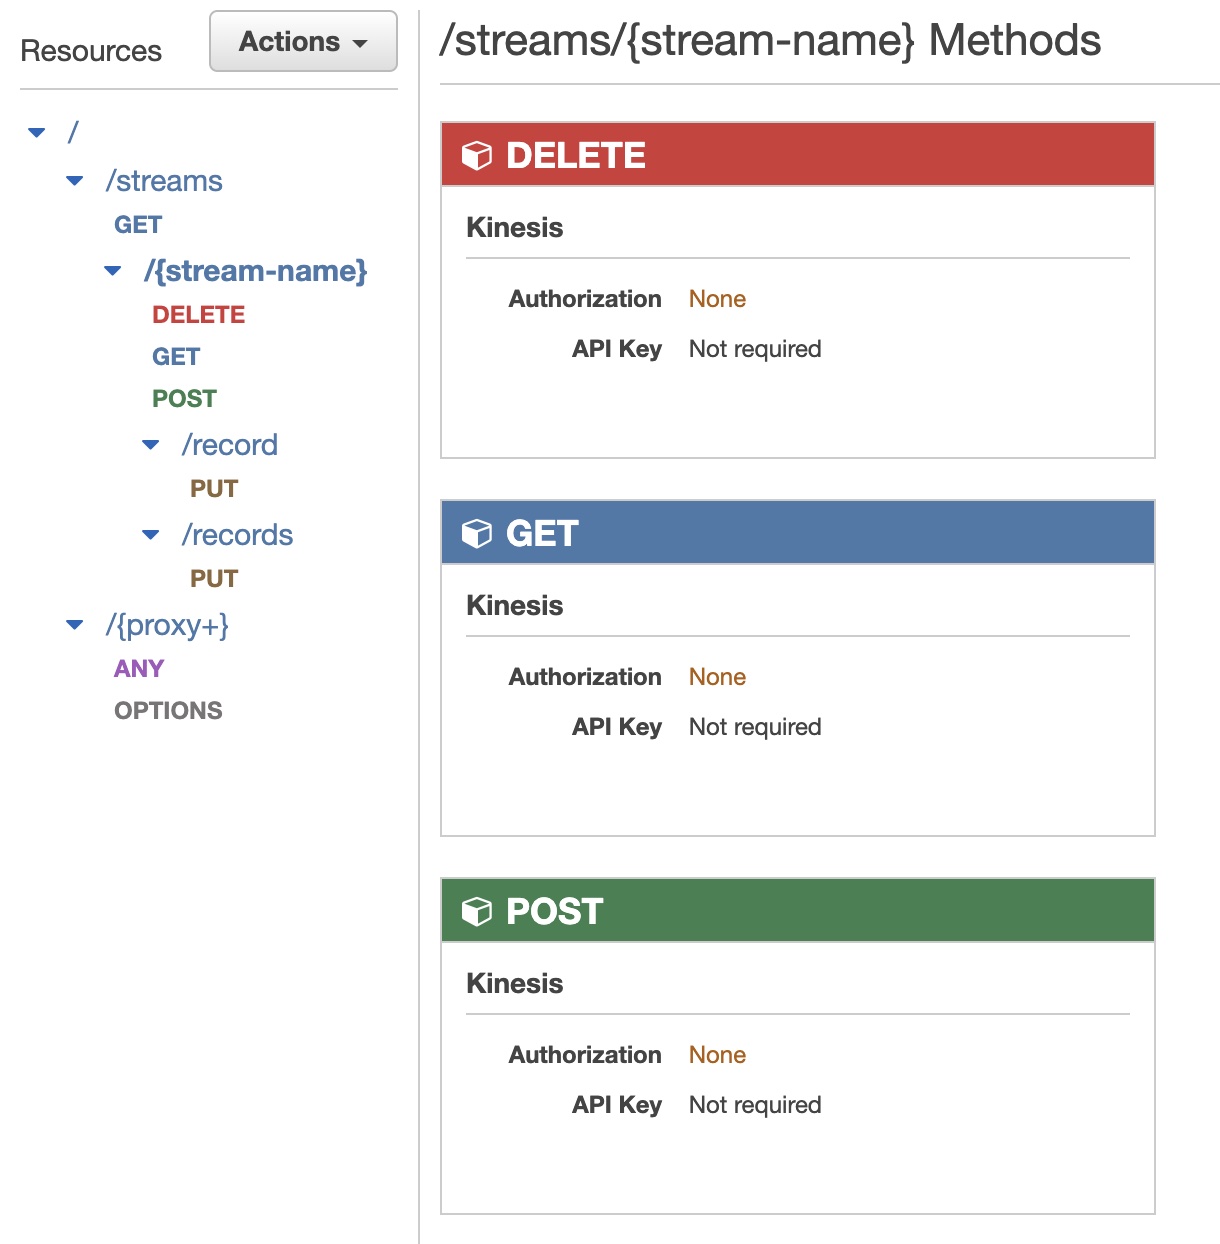 Resources
Actions
/
/streams
GET
/{stream-name}
DELETE
GET
POST
/record
PUT
/records
PUT
/{proxy+}
ANY
OPTIONS
/streams/{stream-name} Methods
DELETE
Kinesis
Authorization None
API Key Not required
GET
Kinesis
Authorization None
API Key Not required
POST
Kinesis
Authorization None
API Key Not required